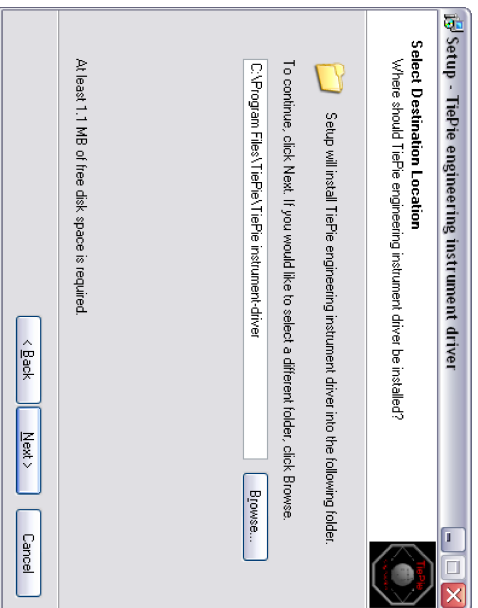 Setup - TiePie engineering instrument driver
Select Destination Location
Where should TiePie engineering instrument driver be installed?
TiePie
Setup will install TiePie engineering instrument driver into the following folder.
To continue, click Next. If you would like to select a different folder, click Browse.
C:\Program Files\TiePie\TiePie instrument-driver
Browse...
At least 1.1 MB of free disk space is required.
< Back
Next >
Cancel